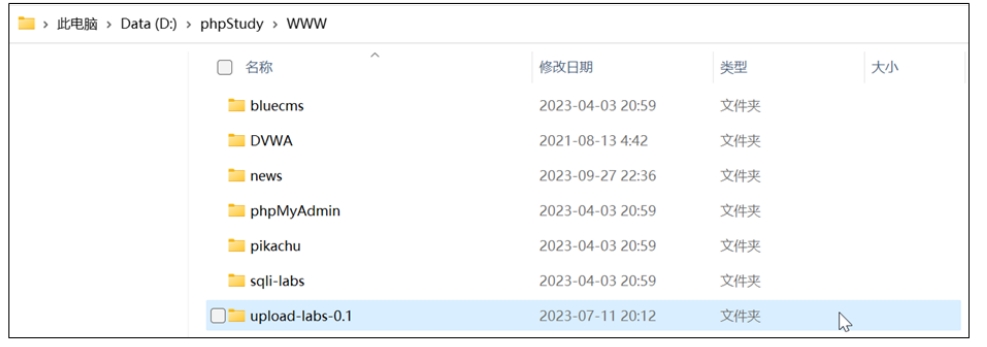 此电脑 > Data (D:) > phpStudy > WWW
名称 修改日期 类型 大小
bluecms 2023-04-03 20:59 文件夹
DVWA 2021-08-13 4:42 文件夹
news 2023-09-27 22:36 文件夹
phpMyAdmin 2023-04-03 20:59 文件夹
pikachu 2023-04-03 20:59 文件夹
sqli-labs 2023-04-03 20:59 文件夹
upload-labs-0.1 2023-07-11 20:12 文件夹